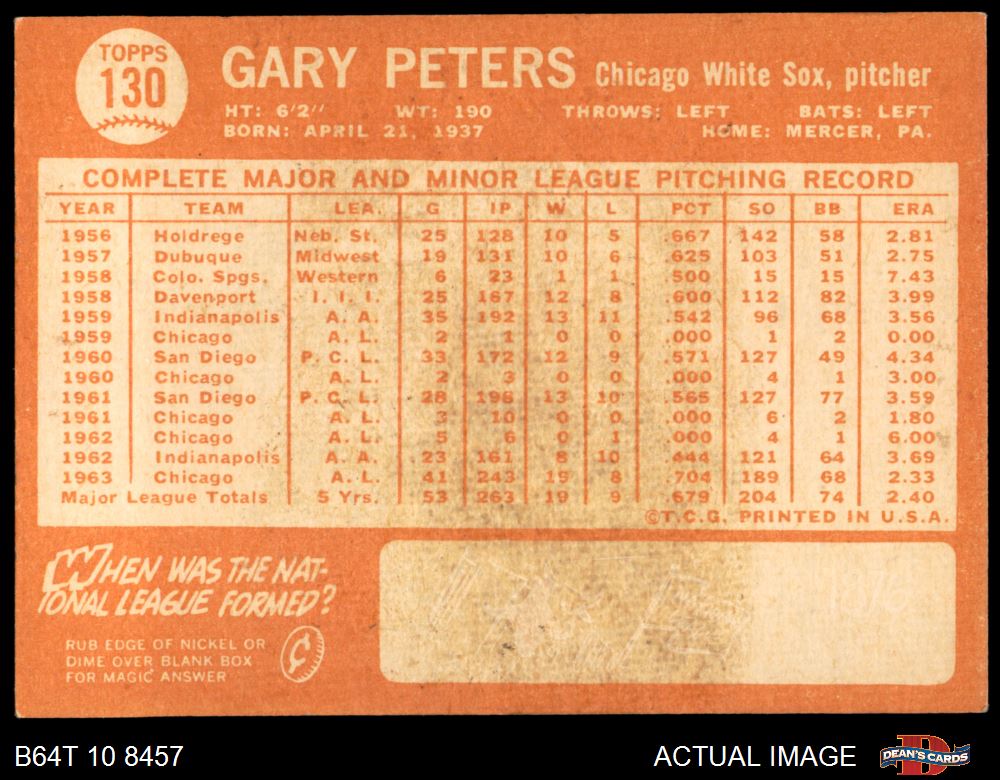 TOPPS
130
GARY PETERS Chicago White Sox, pitcher
HT: 6'2" WT: 190 THROWS: LEFT BATS: LEFT
BORN: APRIL 21, 1937 HOME: MERCER, PA.
COMPLETE MAJOR AND MINOR LEAGUE PITCHING RECORD
YEAR TEAM LEA. G IP W L PCT SO BB ERA
1956 Holdrege Neb. St. 25 128 10 5 .667 142 58 2.81
1957 Dubuque Midwest 19 131 10 6 .625 103 51 2.75
1958 Colo. Spgs. Western 6 23 1 1 .500 15 15 7.43
1958 Davenport I. I. I. 25 187 12 8 .600 112 82 3.99
1959 Indianapolis A. A. 35 192 13 11 .542 96 68 3.56
1959 Chicago A. L. 2 1 0 0 .000 1 2 0.00
1960 San Diego P. C. L. 33 172 12 9 .571 127 49 4.34
1960 Chicago A. L. 2 3 0 0 .000 4 1 3.00
1961 San Diego P. C. L. 28 198 13 10 .565 127 77 3.59
1961 Chicago A. L. 3 10 0 0 .000 6 2 1.80
1962 Chicago A. L. 5 6 0 1 .000 4 1 6.00
1962 Indianapolis A. A. 23 161 8 10 .444 121 64 3.69
1963 Chicago A. L. 41 243 19 8 .704 189 68 2.33
Major League Totals 5 Yrs. 53 263 19 9 .679 204 74 2.40
©T.C.G. PRINTED IN U.S.A.
WHEN WAS THE NAT-
IONAL LEAGUE FORMED?
RUB EDGE OF NICKEL OR
DIME OVER BLANK BOX
FOR MAGIC ANSWER
¢
1876
B64T 10 8457
ACTUAL IMAGE
DEAN'S CARDS